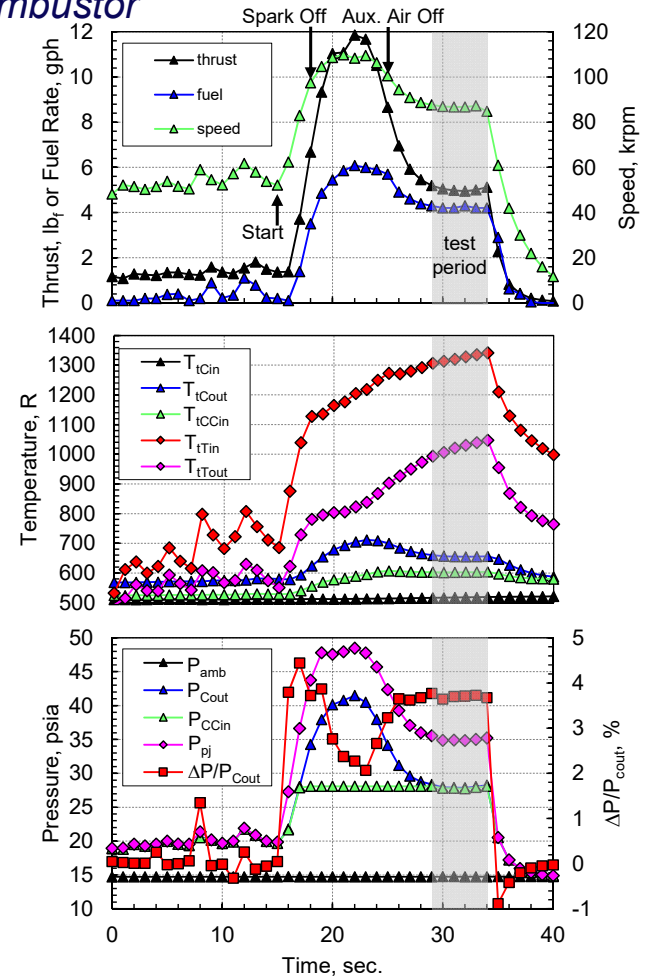 mbustor
Spark Off Aux. Air Off
12 120
10 100
8 80
6 60
4 40
2 20
0 0
Thrust, lbf or Fuel Rate, gph
Speed, krpm
thrust
fuel
speed
Start
test
period
1400
1300
1200
1100
1000
900
800
700
600
500
Temperature, R
TtCin
TtCout
TtCCin
TtTin
TtTout
50 5
45
40 4
35 3
30 2
25
20 1
15 0
10 -1
Pressure, psia
ΔP/Pcout, %
Pamb
PCout
PCCin
Ppj
ΔP/PCout
0 10 20 30 40
Time, sec.